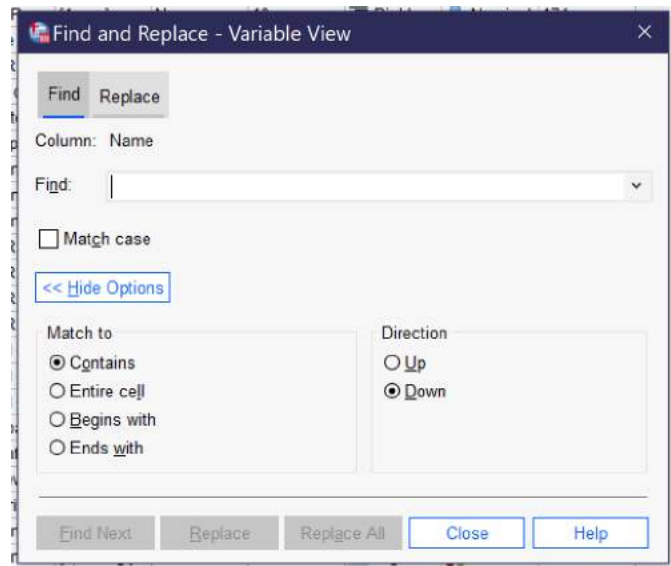 Find and Replace - Variable View
Find Replace
Column: Name
Find:
Match case
<< Hide Options
Match to
Contains
Entire cell
Begins with
Ends with
Direction
Up
Down
Find Next Replace Replace All Close Help